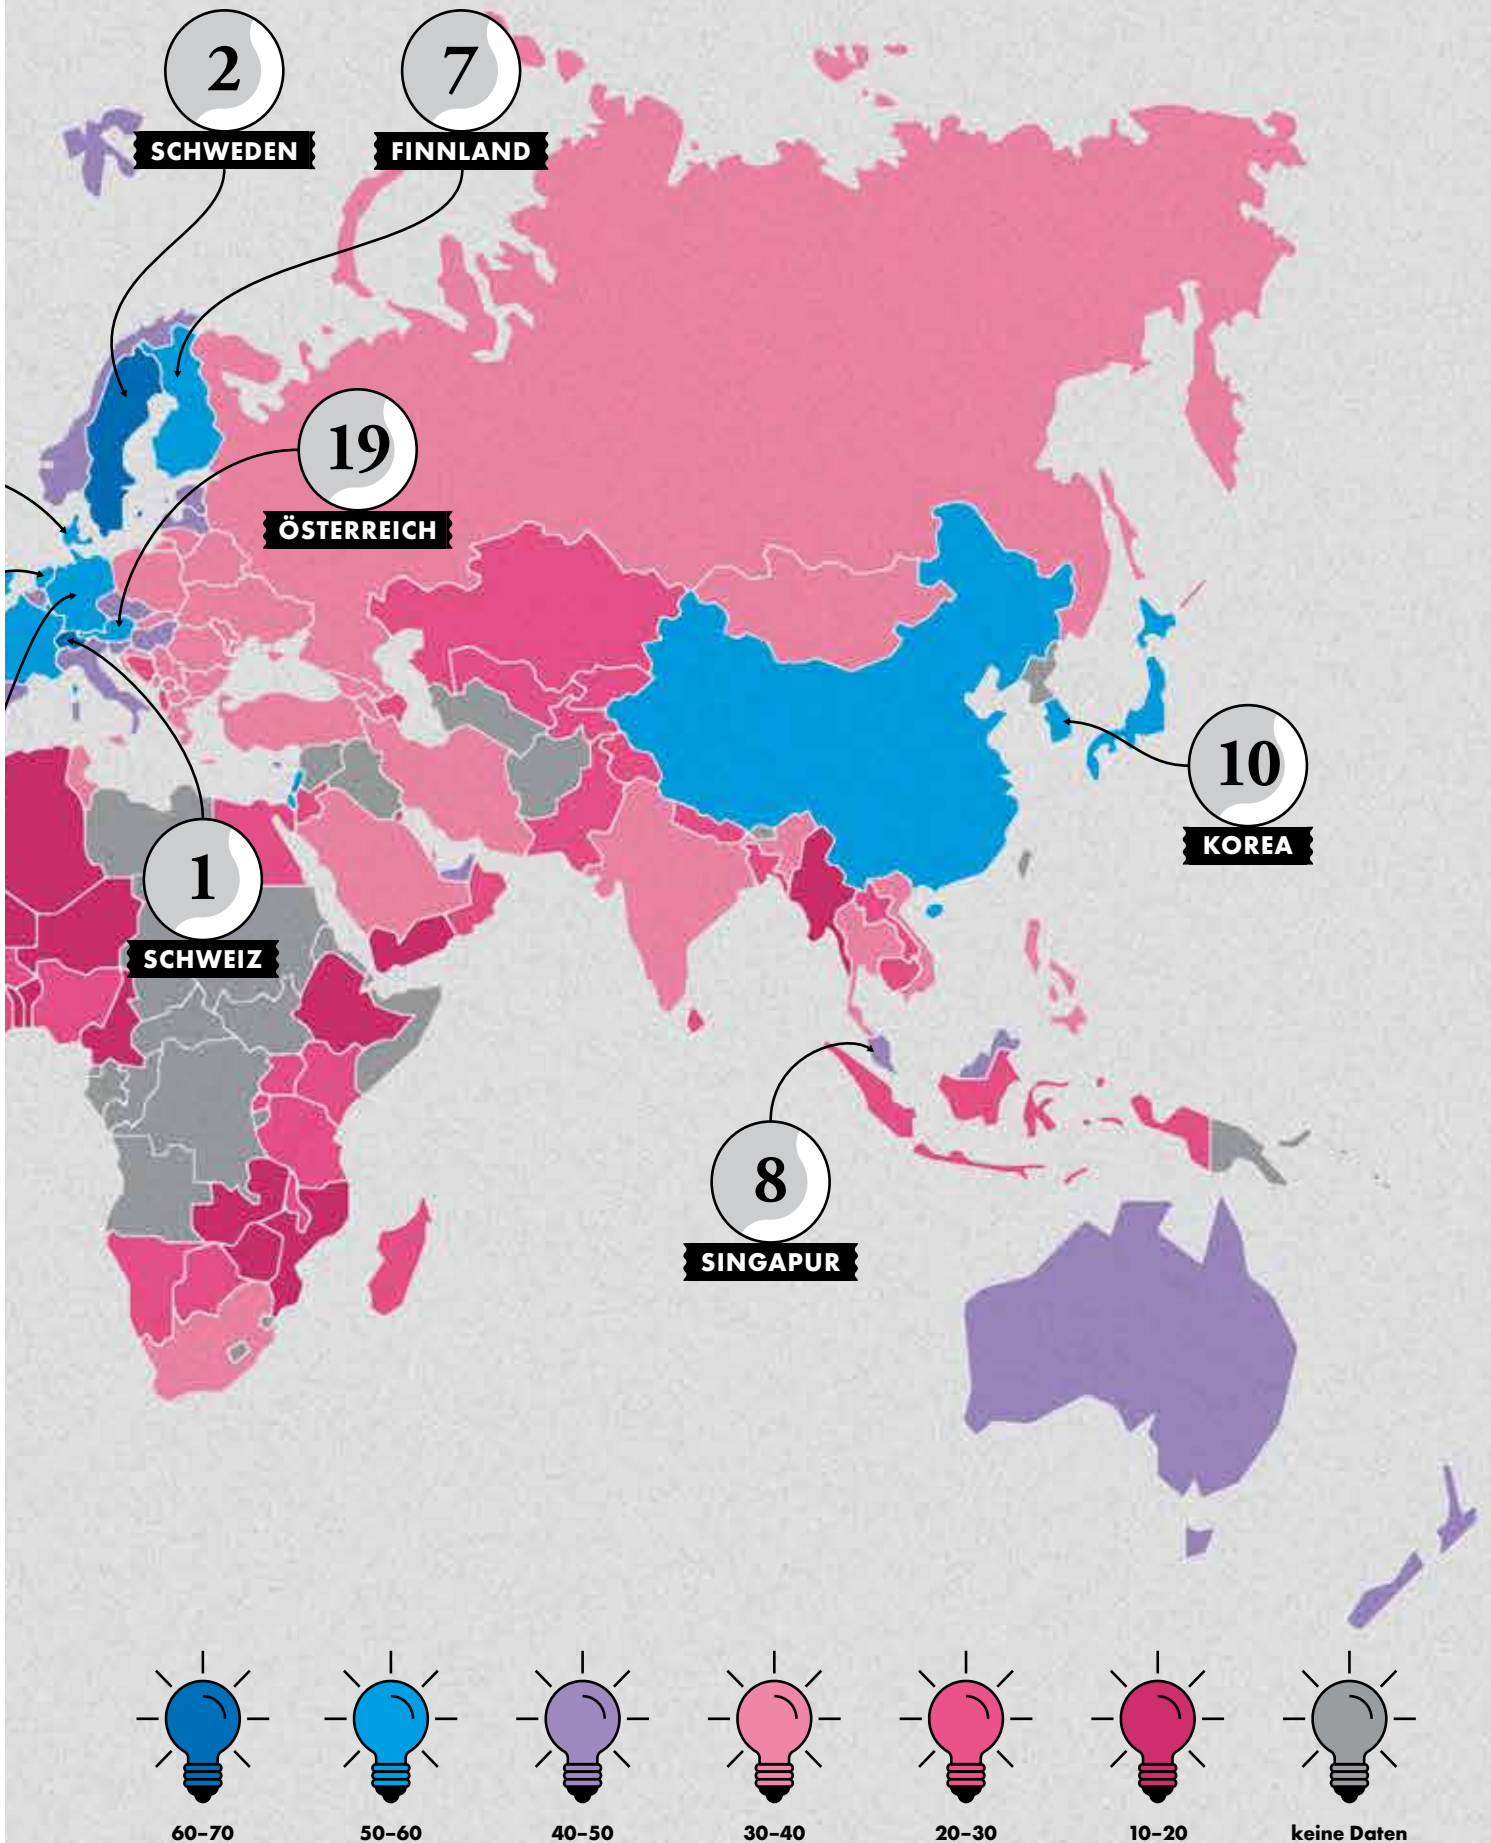 2
SCHWEDEN
7
FINNLAND
19
ÖSTERREICH
10
KOREA
1
SCHWEIZ
8
SINGAPUR
60–70
50–60
40–50
30–40
20–30
10–20
keine Daten